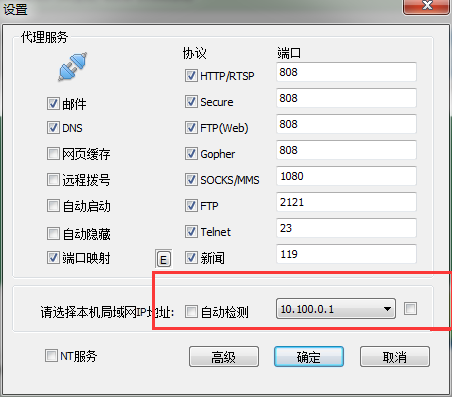 设置
代理服务
协议 端口
HTTP/RTSP 808
邮件 Secure 808
DNS FTP(Web) 808
网页缓存 Gopher 808
远程拨号 SOCKS/MMS 1080
自动启动 FTP 2121
自动隐藏 Telnet 23
端口映射 E 新闻 119
请选择本机局域网IP地址: 自动检测 10.100.0.1
NT服务 高级 确定 取消